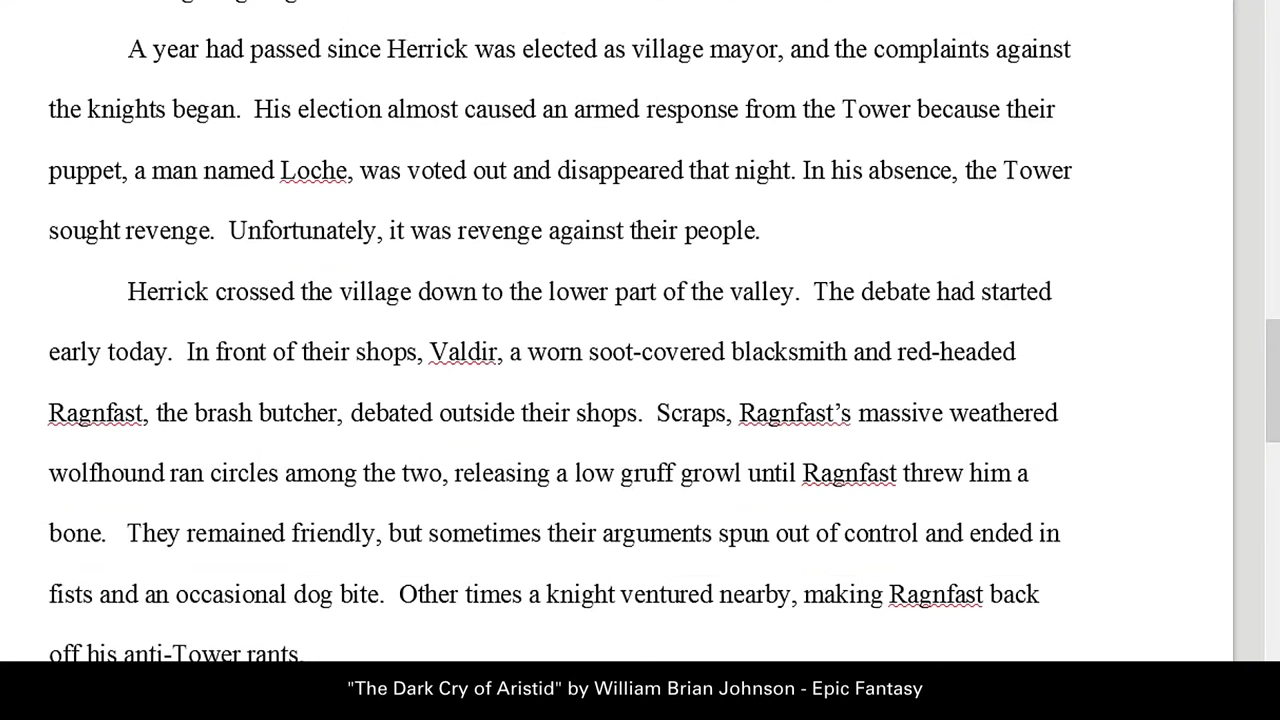 A year had passed since Herrick was elected as village mayor, and the complaints against
the knights began.  His election almost caused an armed response from the Tower because their
puppet, a man named Loche, was voted out and disappeared that night. In his absence, the Tower
sought revenge.  Unfortunately, it was revenge against their people.
Herrick crossed the village down to the lower part of the valley.  The debate had started
early today.  In front of their shops, Valdir, a worn soot-covered blacksmith and red-headed
Ragnfast, the brash butcher, debated outside their shops.  Scraps, Ragnfast’s massive weathered
wolfhound ran circles among the two, releasing a low gruff growl until Ragnfast threw him a
bone.   They remained friendly, but sometimes their arguments spun out of control and ended in
fists and an occasional dog bite.  Other times a knight ventured nearby, making Ragnfast back
off his anti-Tower rants.
"The Dark Cry of Aristid" by William Brian Johnson - Epic Fantasy